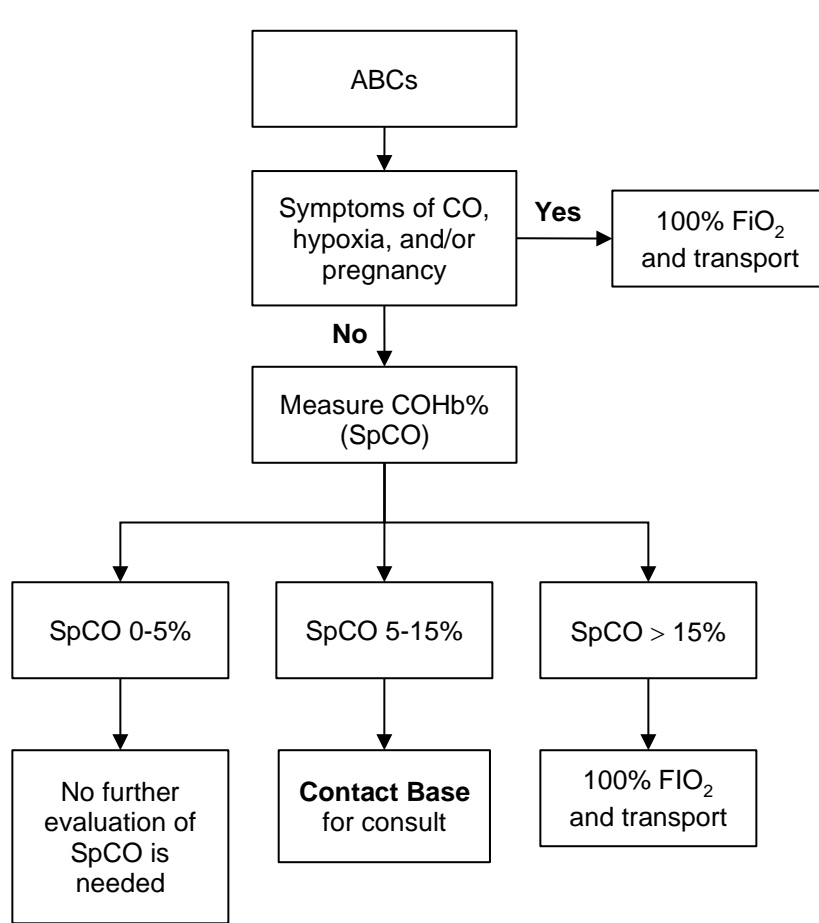 ABCs
Symptoms of CO,
hypoxia, and/or
pregnancy
Yes
100% FiO₂
and transport
No
Measure COHb%
(SpCO)
SpCO 0-5%
SpCO 5-15%
SpCO > 15%
No further
evaluation of
SpCO is
needed
Contact Base
for consult
100% FIO₂
and transport